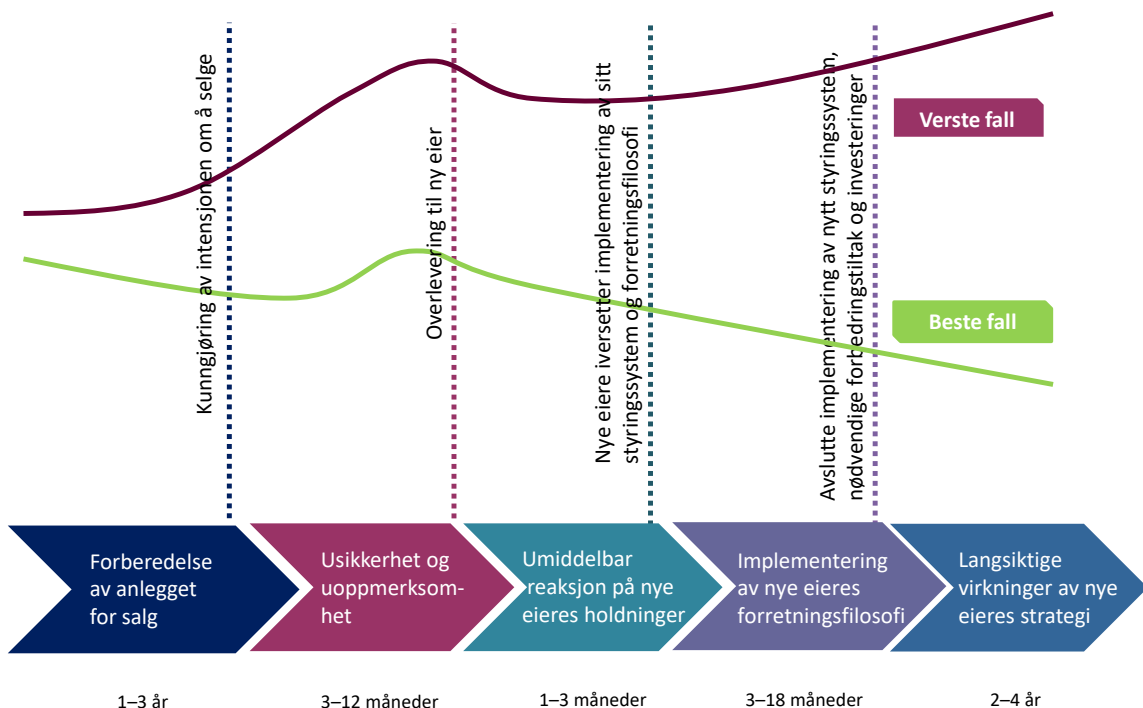 Kunngjøring av intensjonen om å selge
Overlevering til ny eier
Nye eiere iversetter implementering av sitt
styringssystem og forretningsfilosofi
Avslutte implementering av nytt styringssystem,
nødvendige forbedringstiltak og investeringer
Verste fall
Beste fall
Forberedelse
av anlegget
for salg
Usikkerhet og
uoppmerksom-
het
Umiddelbar
reaksjon på nye
eieres holdninger
Implementering
av nye eieres
forretningsfilosofi
Langsiktige
virkninger av nye
eieres strategi
1–3 år
3–12 måneder
1–3 måneder
3–18 måneder
2–4 år